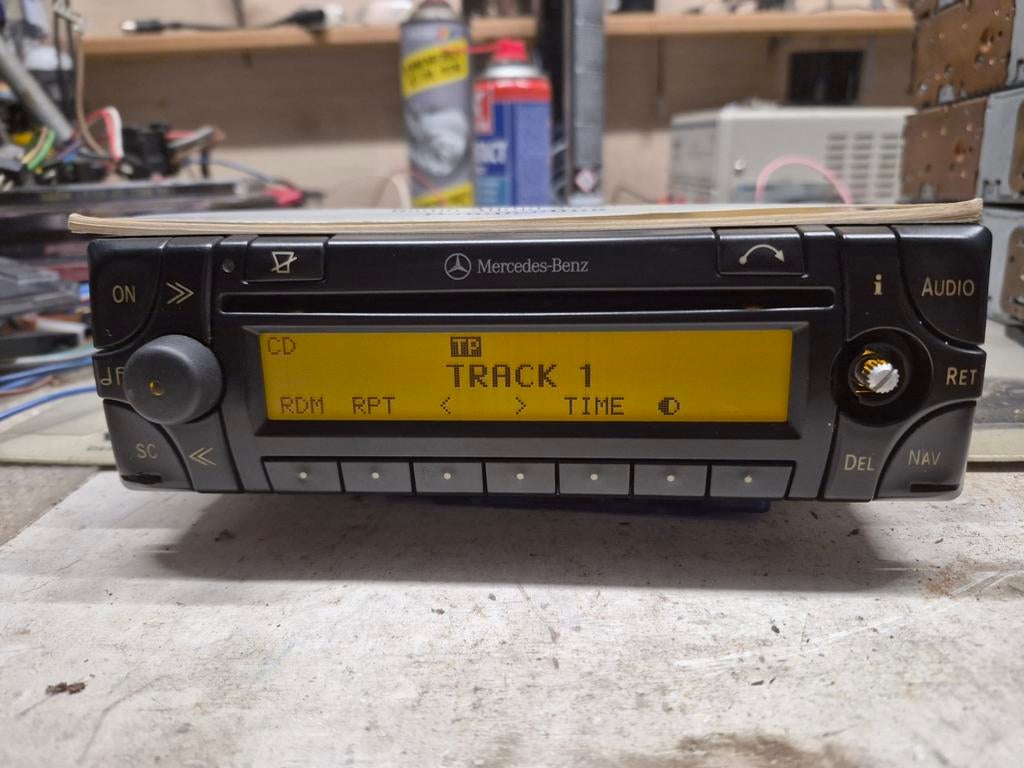 Mercedes-Benz
ON
i
AUDIO
CD
TP
TRACK 1
RET
RDM RPT < > TIME
SC
DEL
NAV